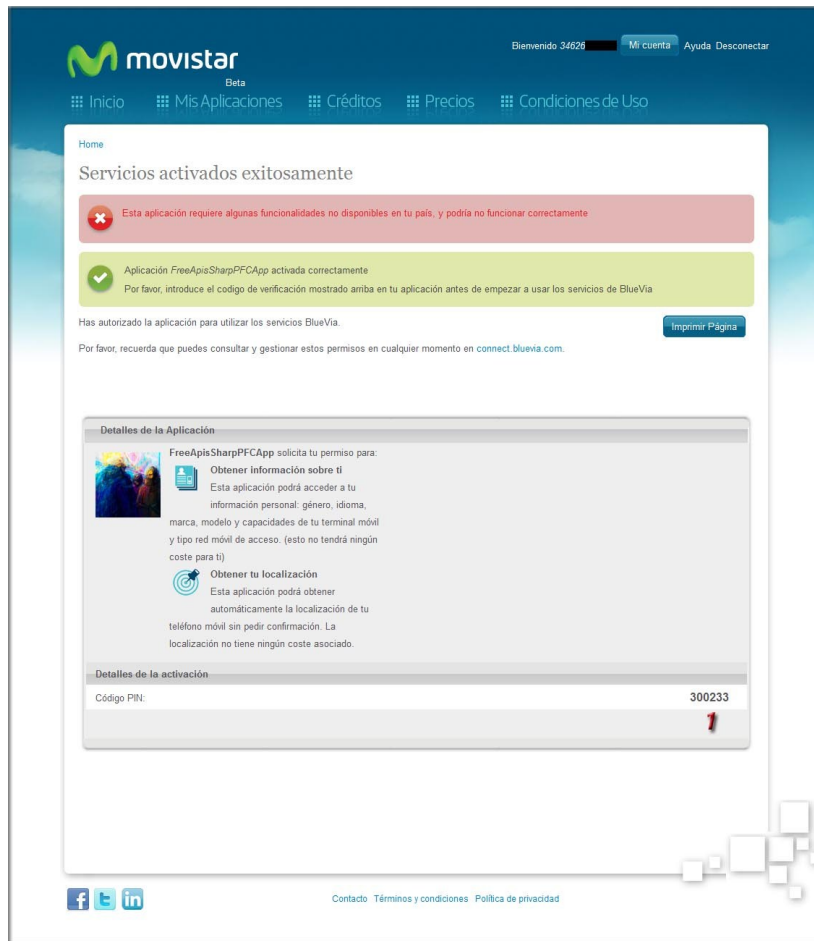 movistar
Beta
Bienvenido 34626 Mi cuenta Ayuda Desconectar
Inicio Mis Aplicaciones Créditos Precios Condiciones de Uso
Home
Servicios activados exitosamente
Esta aplicación requiere algunas funcionalidades no disponibles en tu país, y podría no funcionar correctamente
Aplicación FreeApisSharpPFCApp activada correctamente
Por favor, introduce el codigo de verificación mostrado arriba en tu aplicación antes de empezar a usar los servicios de BlueVia
Has autorizado la aplicación para utilizar los servicios BlueVia.
Imprimir Página
Por favor, recuerda que puedes consultar y gestionar estos permisos en cualquier momento en connect.bluevia.com.
Detalles de la Aplicación
FreeApisSharpPFCApp solicita tu permiso para:
Obtener información sobre ti
Esta aplicación podrá acceder a tu
información personal: género, idioma,
marca, modelo y capacidades de tu terminal móvil
y tipo red móvil de acceso. (esto no tendrá ningún
coste para ti)
Obtener tu localización
Esta aplicación podrá obtener
automáticamente la localización de tu
teléfono móvil sin pedir confirmación. La
localización no tiene ningún coste asociado.
Detalles de la activación
Código PIN: 300233
1
Contacto Términos y condiciones Política de privacidad